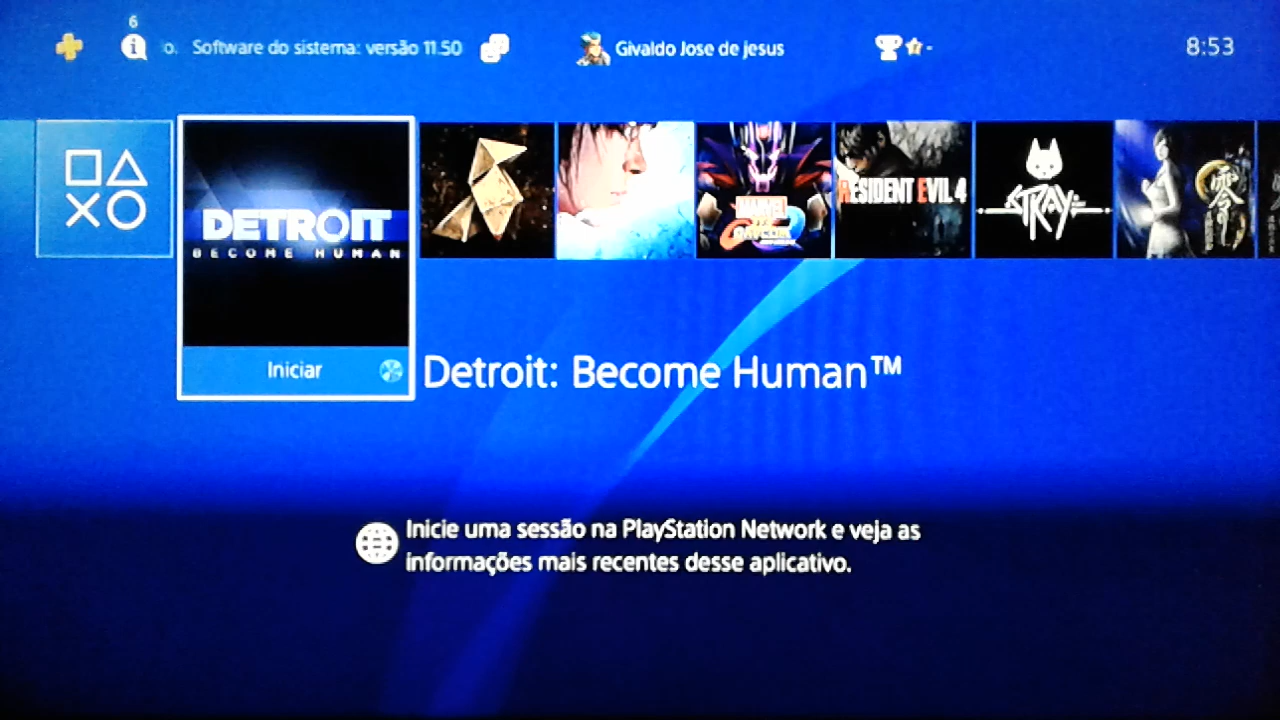 6
o. Software do sistema: versão 11.50
Givaldo Jose de jesus
-
8:53
DETROIT
BECOME HUMAN
MARVEL
CAPCOM
RESIDENT EVIL 4
STRAY
零
Iniciar
Detroit: Become Human™
Inicie uma sessão na PlayStation Network e veja as
informações mais recentes desse aplicativo.